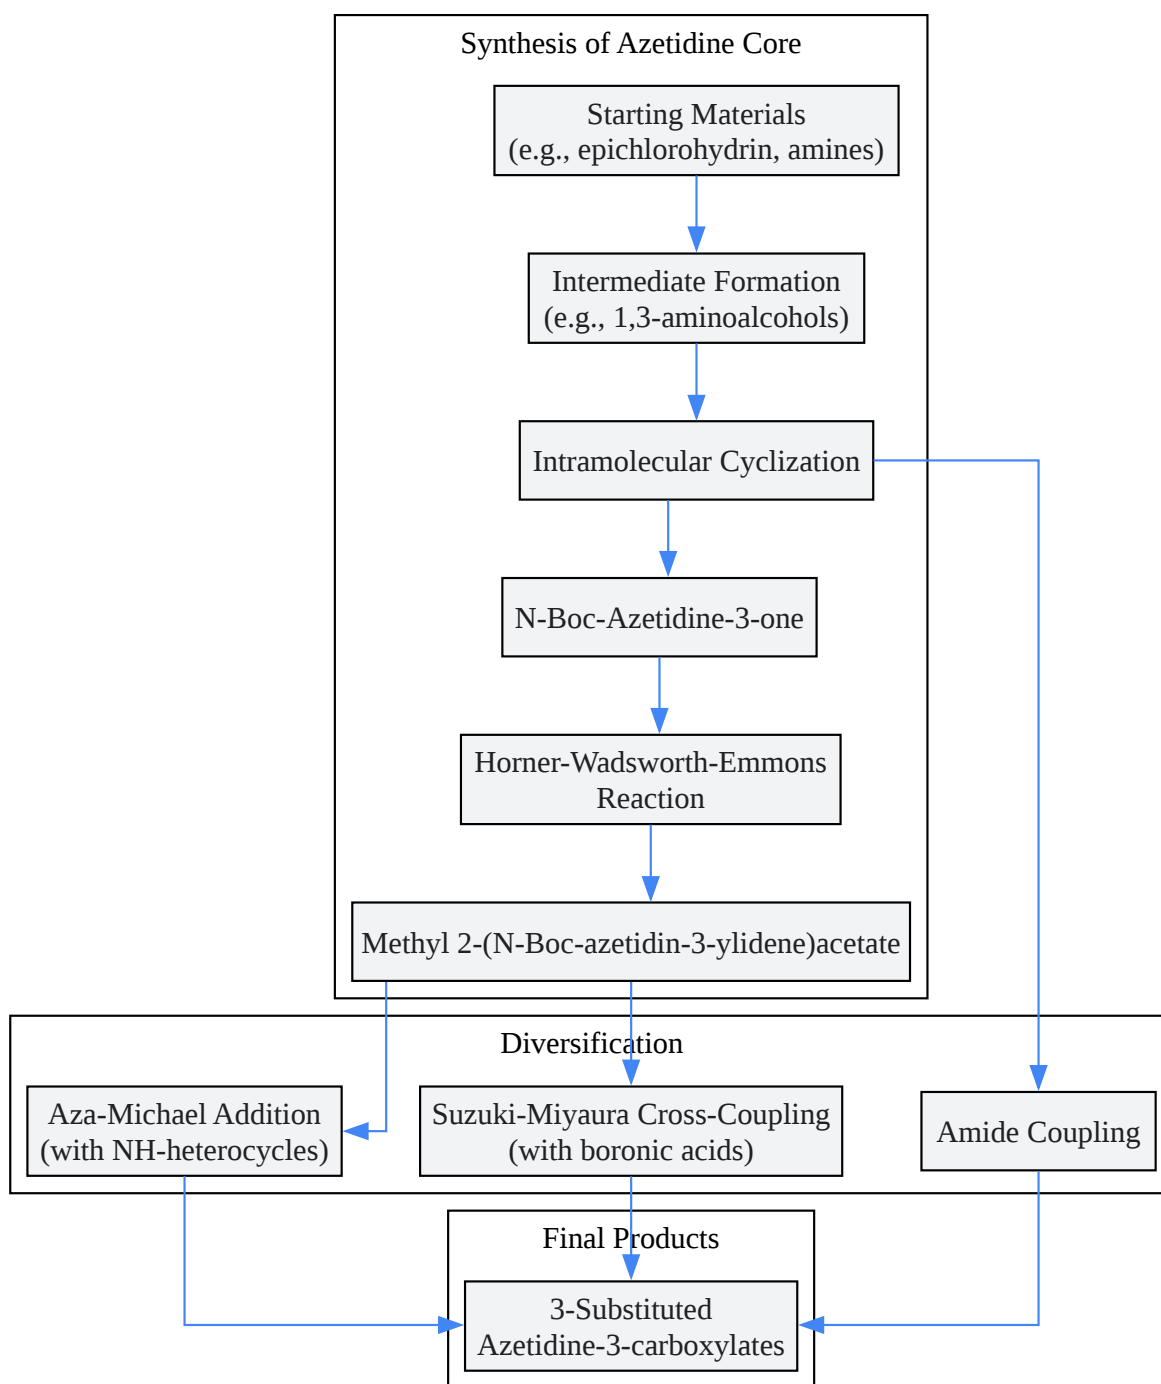 Synthesis of Azetidine Core
Starting Materials
(e.g., epichlorohydrin, amines)
Intermediate Formation
(e.g., 1,3-aminoalcohols)
Intramolecular Cyclization
N-Boc-Azetidine-3-one
Horner-Wadsworth-Emmons
Reaction
Methyl 2-(N-Boc-azetidin-3-ylidene)acetate
Diversification
Aza-Michael Addition
(with NH-heterocycles)
Suzuki-Miyaura Cross-Coupling
(with boronic acids)
Amide Coupling
Final Products
3-Substituted
Azetidine-3-carboxylates